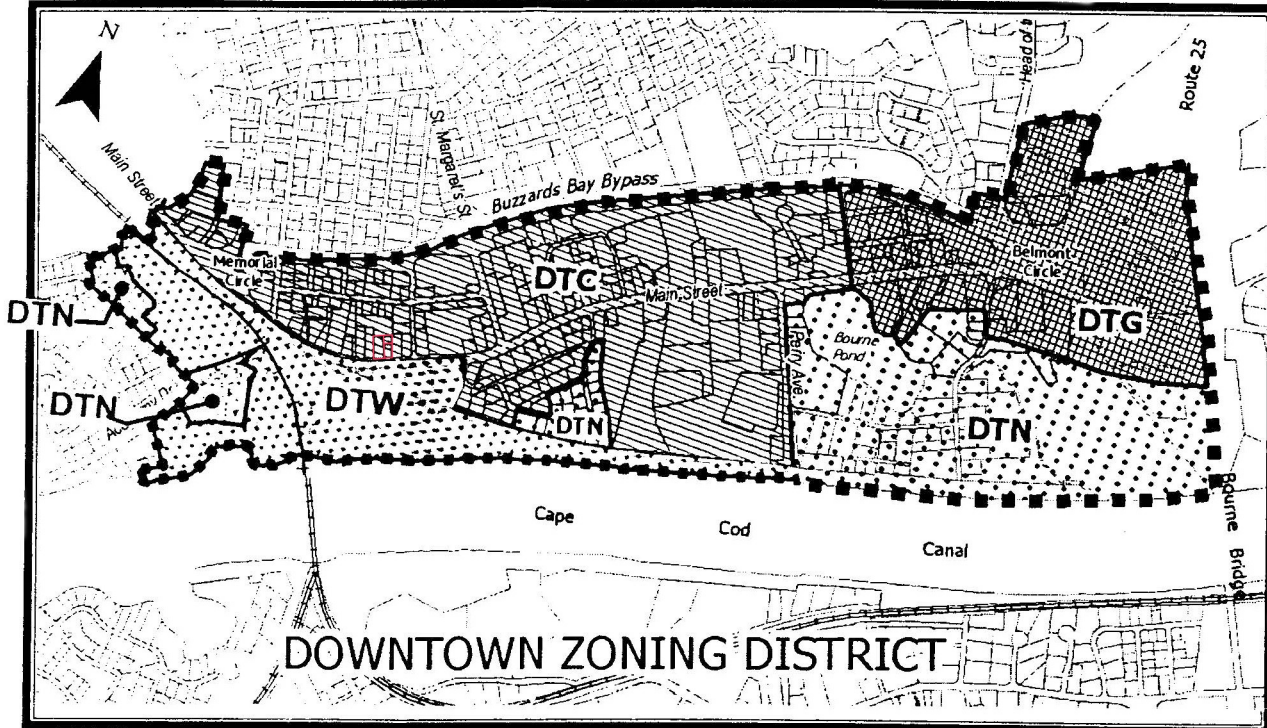 N
Head of
Route 25
Main Street
St. Margaret's St
Buzzards Bay Bypass
Memorial
Circle
DTC
Main Street
Belmont
Circle
DTN
DTG
Perry Ave
Bourne
Pond
DTN
DTW
DTN
DTN
Bourne Bridge
Cape Cod Canal
DOWNTOWN ZONING DISTRICT